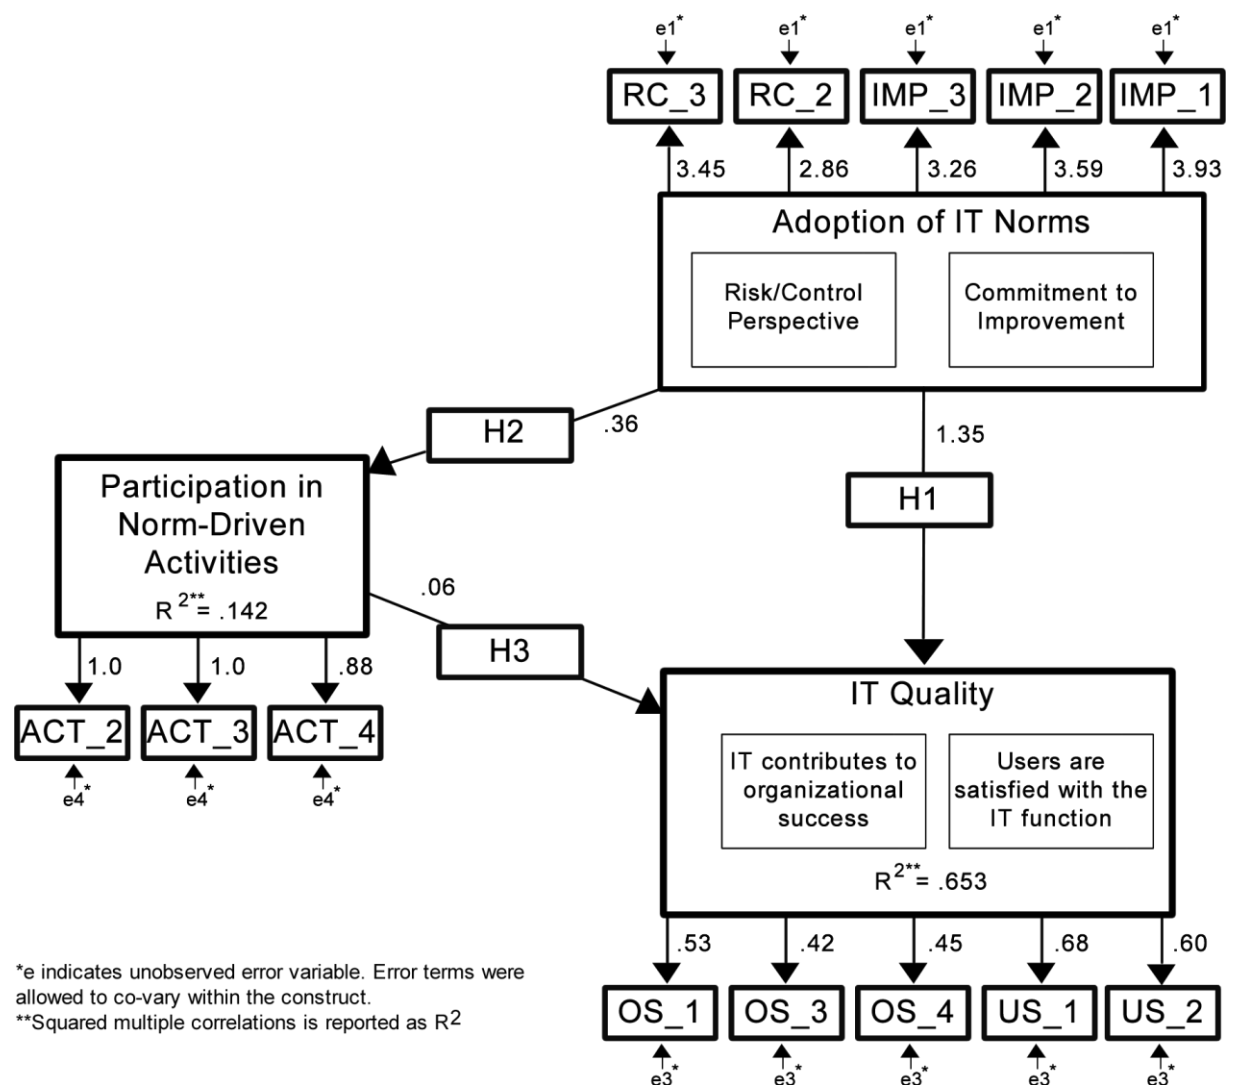 e1* e1* e1* e1* e1*
RC_3 RC_2 IMP_3 IMP_2 IMP_1
3.45 2.86 3.26 3.59 3.93
Adoption of IT Norms
Risk/Control
Perspective
Commitment to
Improvement
H2
.36
1.35
H1
Participation in
Norm-Driven
Activities
R2**= .142
.06
H3
1.0 1.0 .88
ACT_2 ACT_3 ACT_4
e4* e4* e4*
IT Quality
IT contributes to
organizational
success
Users are
satisfied with the
IT function
R2**= .653
.53 .42 .45 .68 .60
OS_1 OS_3 OS_4 US_1 US_2
e3* e3* e3* e3* e3*
*e indicates unobserved error variable. Error terms were
allowed to co-vary within the construct.
**Squared multiple correlations is reported as R2